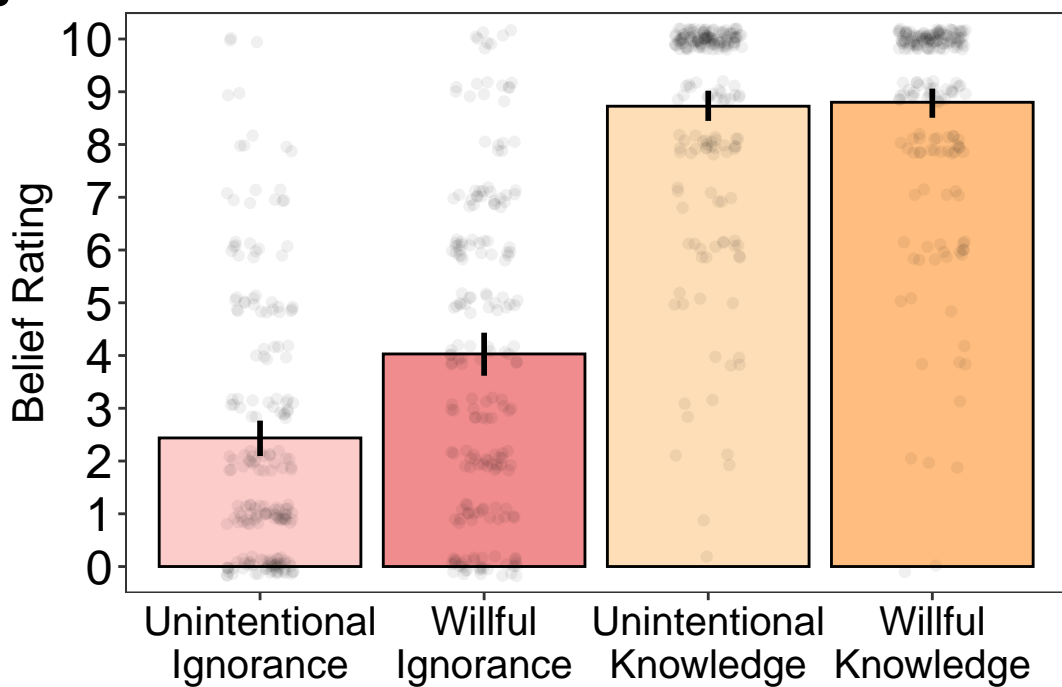 Belief Rating
10
9
8
7
6
5
4
3
2
1
0
Unintentional
Ignorance
Willful
Ignorance
Unintentional
Knowledge
Willful
Knowledge